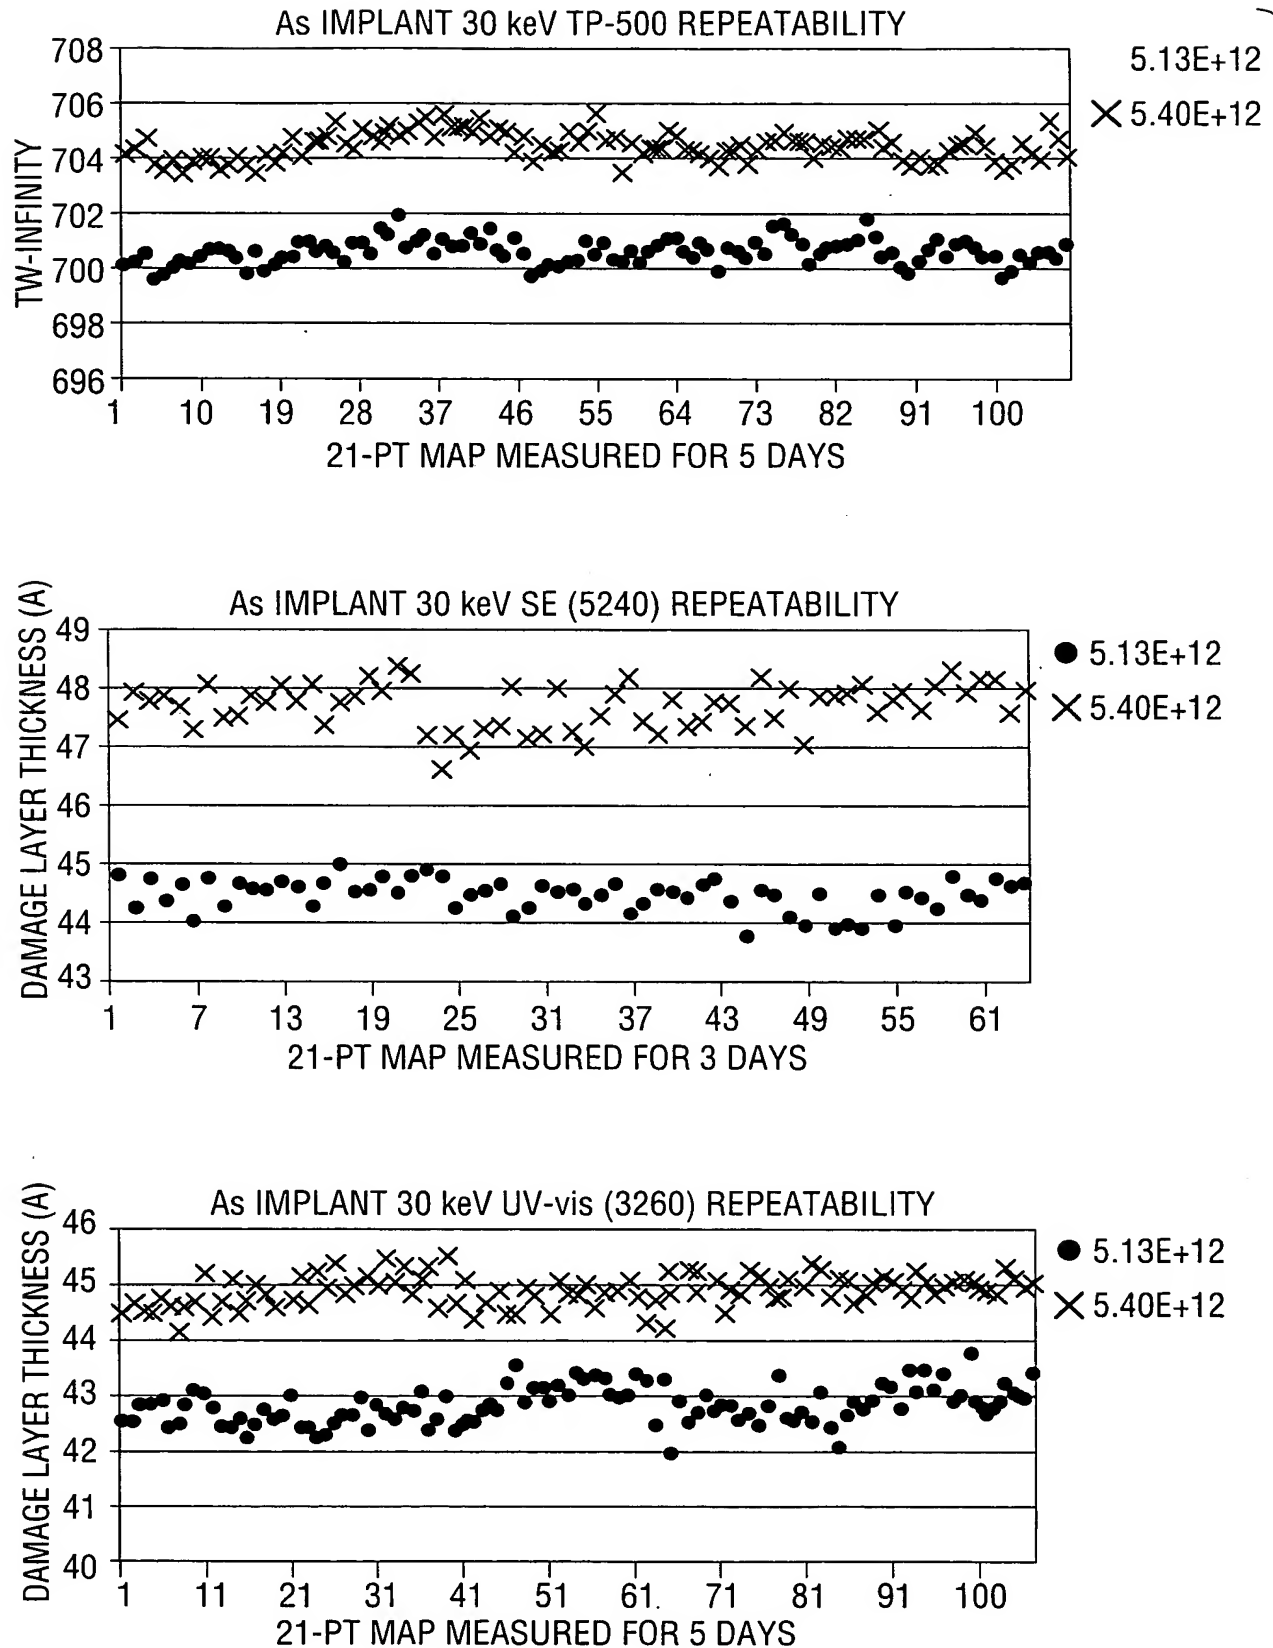 As IMPLANT 30 keV TP-500 REPEATABILITY
TW-INFINITY
708
706
704
702
700
698
696
1 10 19 28 37 46 55 64 73 82 91 100
21-PT MAP MEASURED FOR 5 DAYS
5.13E+12
5.40E+12
As IMPLANT 30 keV SE (5240) REPEATABILITY
DAMAGE LAYER THICKNESS (A)
49
48
47
46
45
44
43
1 7 13 19 25 31 37 43 49 55 61
21-PT MAP MEASURED FOR 3 DAYS
5.13E+12
5.40E+12
As IMPLANT 30 keV UV-vis (3260) REPEATABILITY
DAMAGE LAYER THICKNESS (A)
46
45
44
43
42
41
40
1 11 21 31 41 51 61 71 81 91 100
21-PT MAP MEASURED FOR 5 DAYS
5.13E+12
5.40E+12